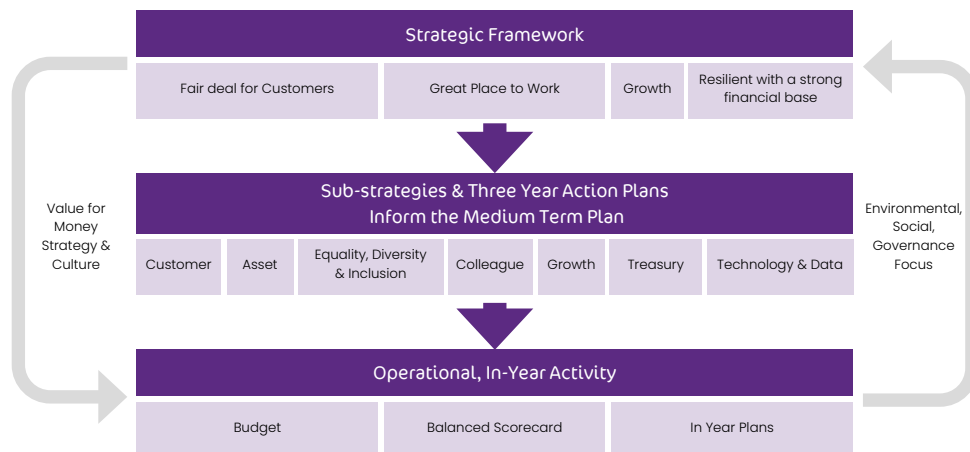 Strategic Framework
Fair deal for Customers
Great Place to Work
Growth
Resilient with a strong
financial base
Sub-strategies & Three Year Action Plans
Inform the Medium Term Plan
Value for
Money
Strategy &
Culture
Environmental,
Social,
Governance
Focus
Customer
Asset
Equality, Diversity
& Inclusion
Colleague
Growth
Treasury
Technology & Data
Operational, In-Year Activity
Budget
Balanced Scorecard
In Year Plans